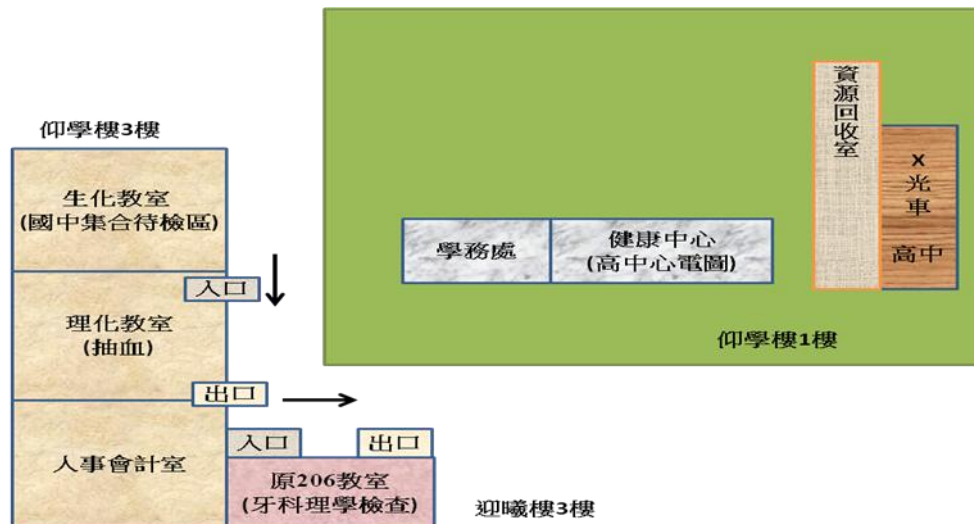 仰學樓3樓
生化教室
(國中集合待檢區)
入口
理化教室
(抽血)
出口
人事會計室
入口
出口
原206教室
(牙科理學檢查)
迎曦樓3樓
學務處
健康中心
(高中心電圖)
資源回收室
X光車
高中
仰學樓1樓